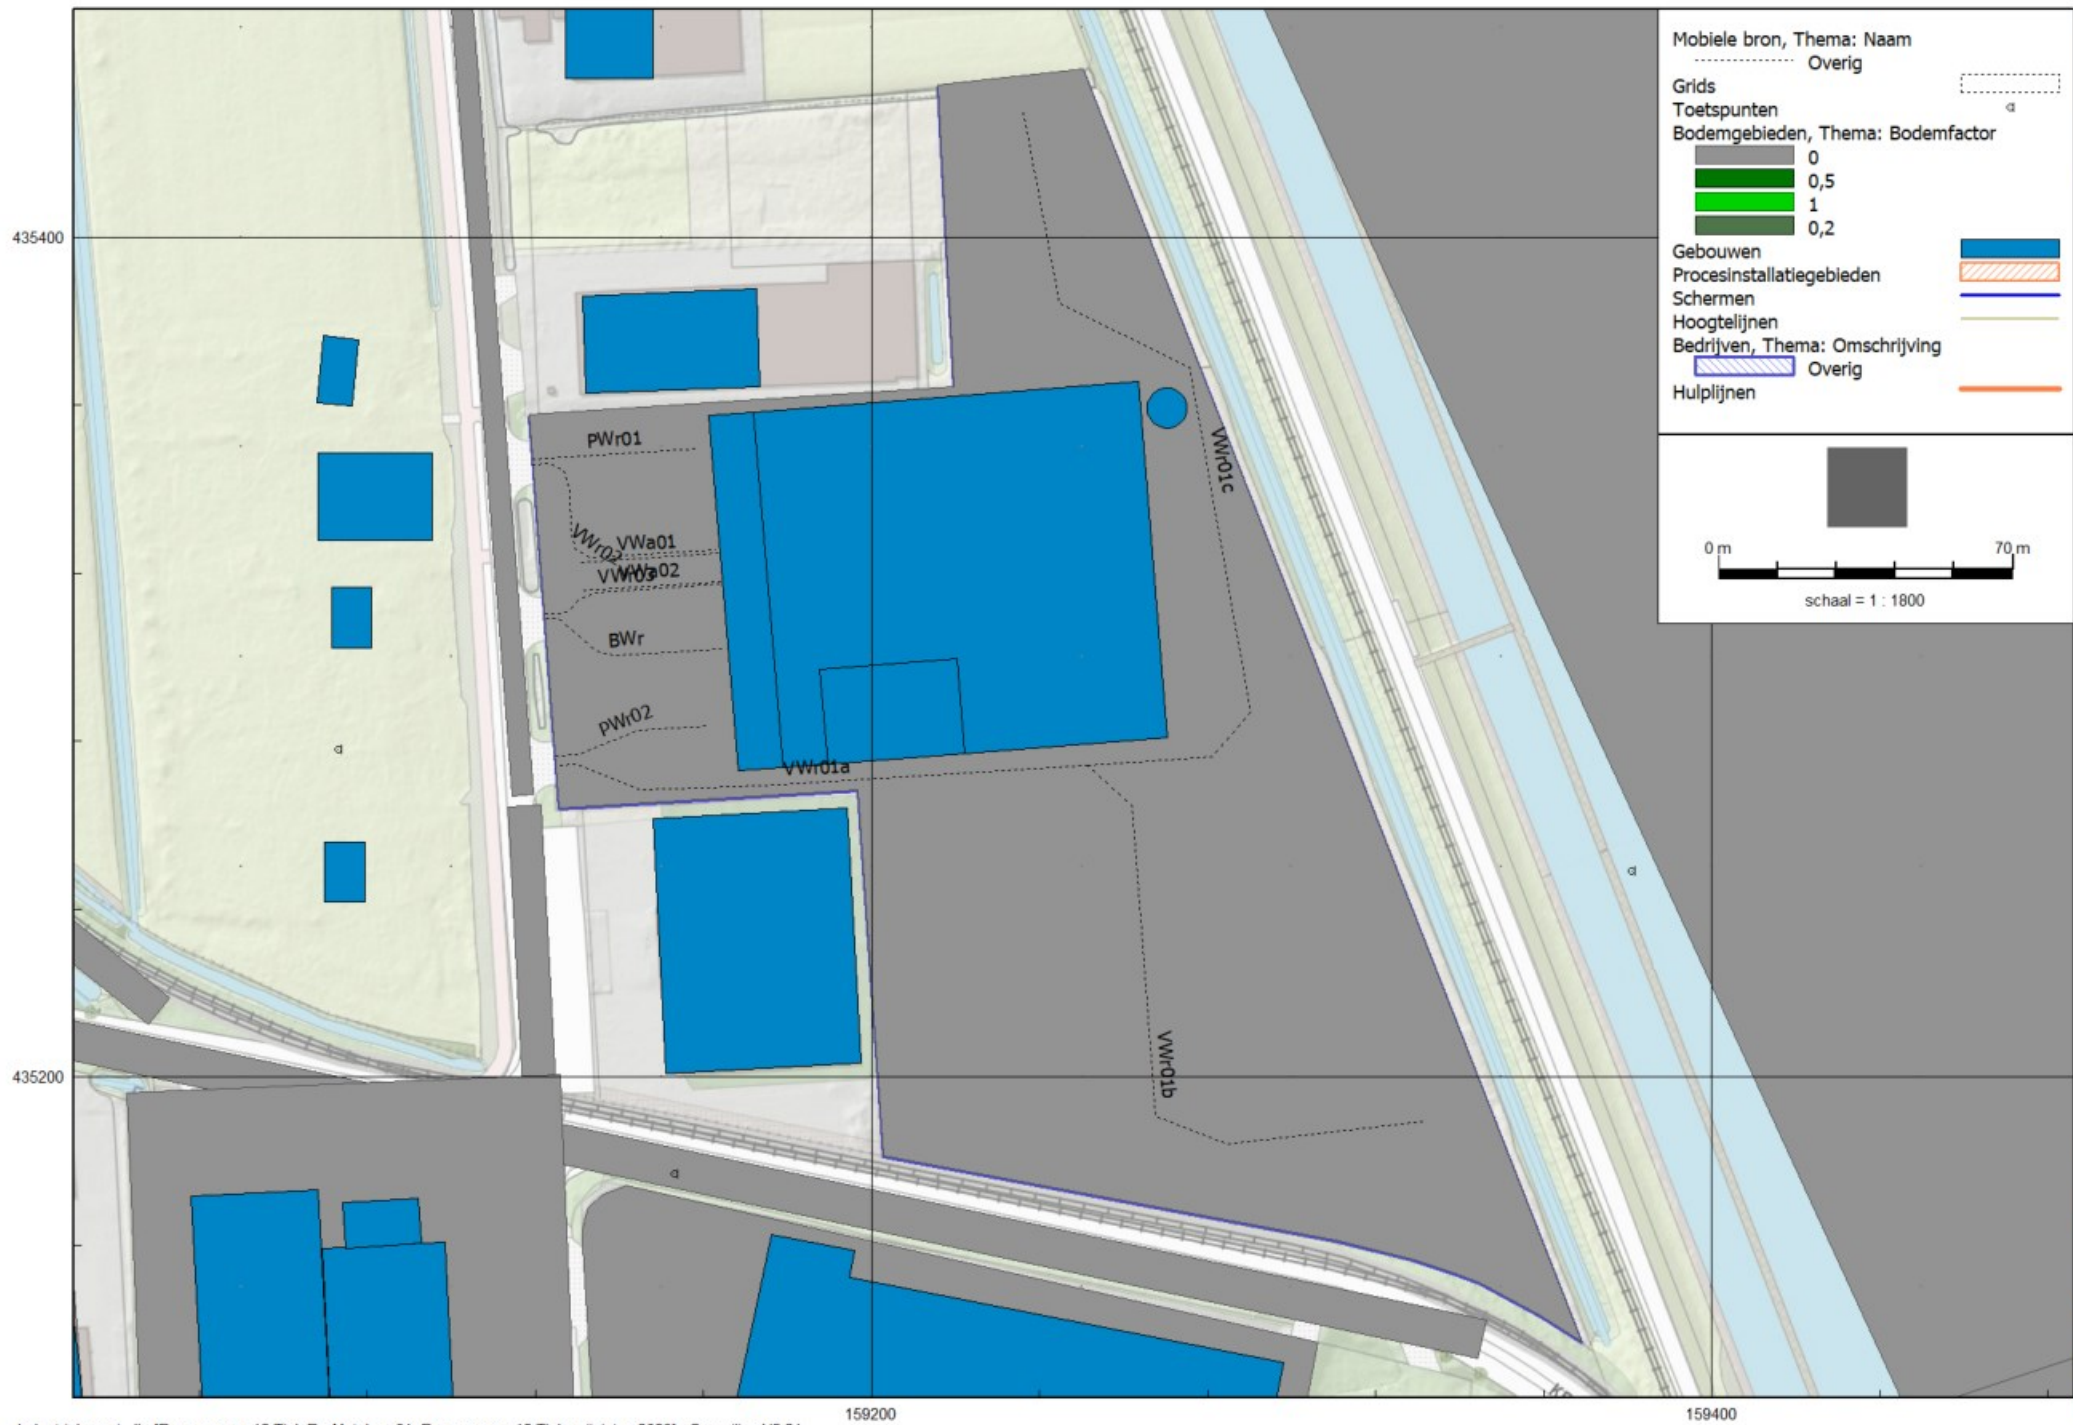 Mobiele bron, Thema: Naam
Overig
Grids
Toetspunten
Bodemgebieden, Thema: Bodemfactor
0
0,5
1
0,2
Gebouwen
Procesinstallatiegebieden
Schermen
Hoogtelijnen
Bedrijven, Thema: Omschrijving
Overig
Hulplijnen
0 m 70 m
schaal = 1 : 1800
435400
PWr01
VWr01c
VWr02
VWa01
VWa02
VWr03
BWr
PWr02
VWr01a
VWr01b
435200
159200
159400